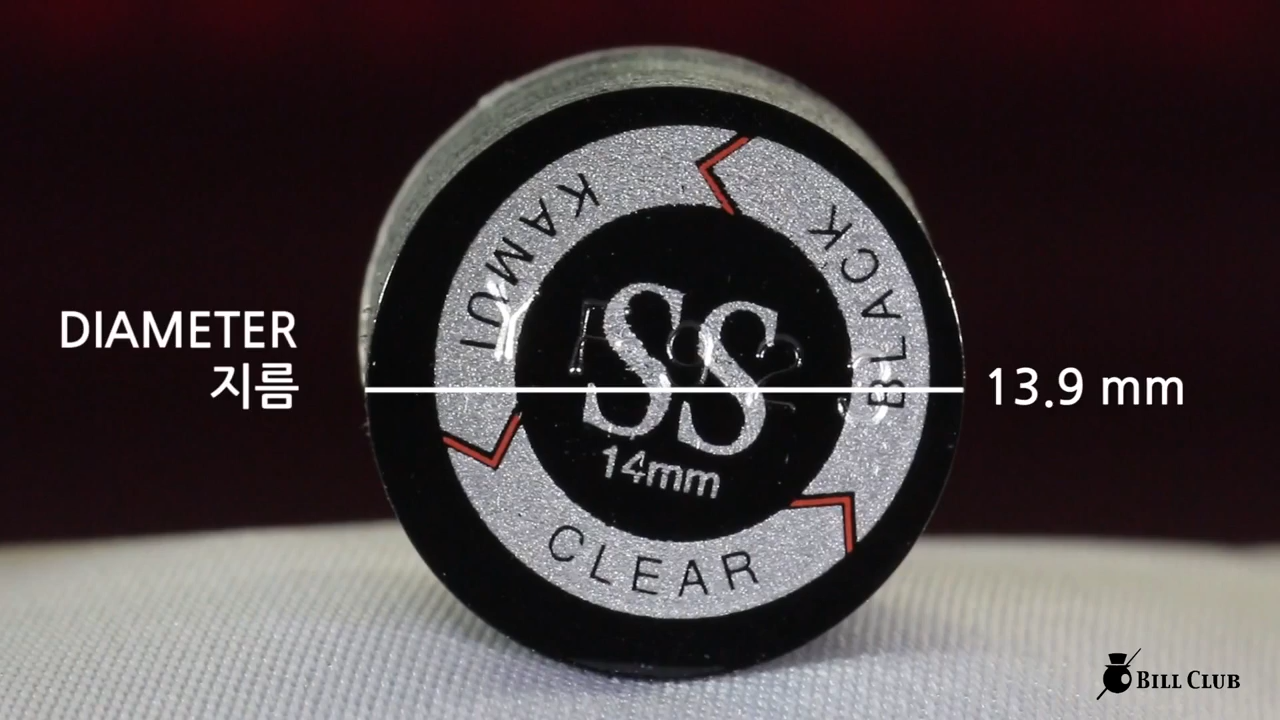 DIAMETER
지름
13.9 mm
KAMUI
BLACK
CLEAR
SS
14mm
BILL CLUB